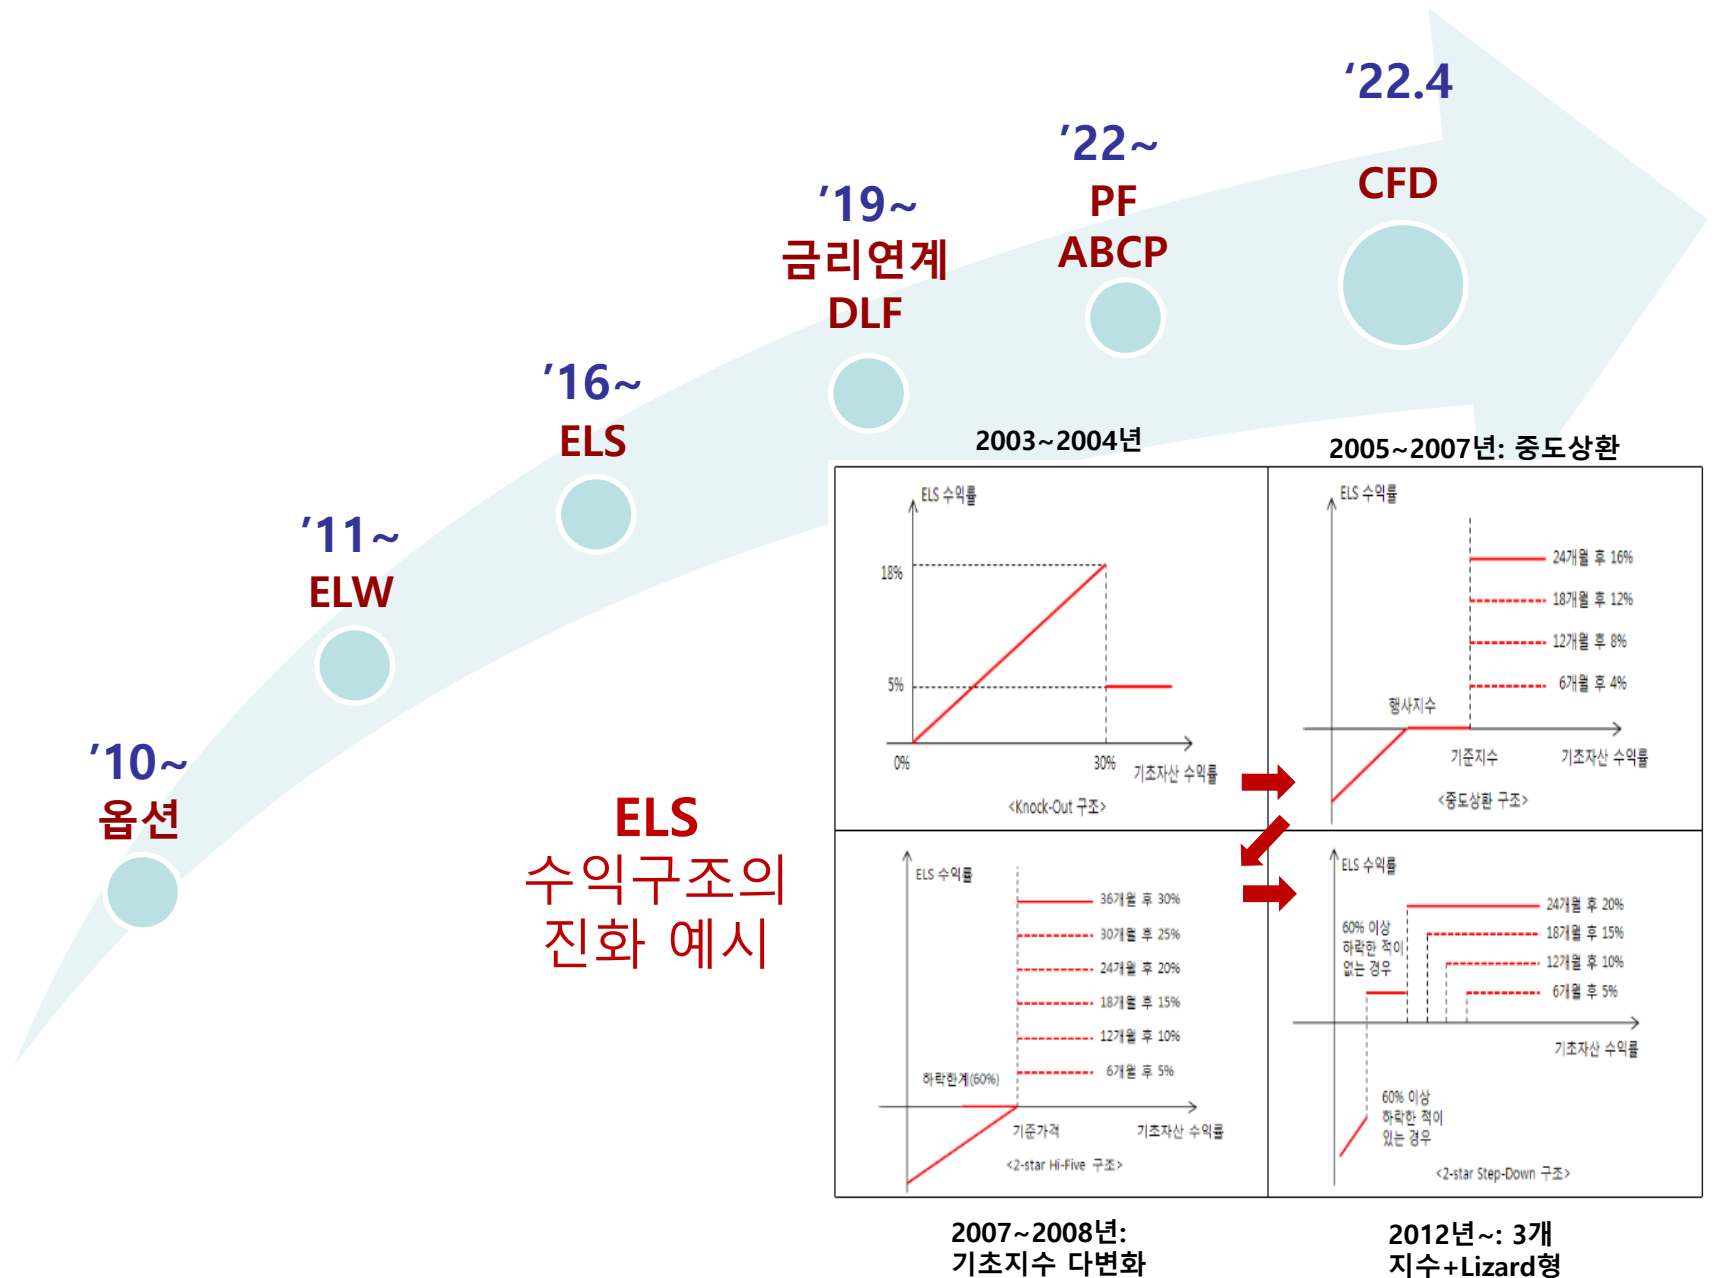 ‘22.4
CFD
’22~
PF
ABCP
’19~
금리연계
DLF
’16~
ELS
’11~
ELW
’10~
옵션
ELS
수익구조의
진화 예시
2003~2004년
ELS 수익률
18%
5%
0%
30%
기초자산 수익률
<Knock-Out 구조>
2005~2007년: 중도상환
ELS 수익률
24개월 후 16%
18개월 후 12%
12개월 후 8%
6개월 후 4%
행사지수
기준지수
기초자산 수익률
<중도상환 구조>
ELS 수익률
36개월 후 30%
30개월 후 25%
24개월 후 20%
18개월 후 15%
12개월 후 10%
6개월 후 5%
하락한계(60%)
기준가격
기초자산 수익률
<2-star Hi-Five 구조>
2007~2008년:
기초지수 다변화
ELS 수익률
24개월 후 20%
18개월 후 15%
12개월 후 10%
6개월 후 5%
60% 이상
하락한 적이
없는 경우
기초자산 수익률
60% 이상
하락한 적이
있는 경우
<2-star Step-Down 구조>
2012년~: 3개
지수+Lizard형